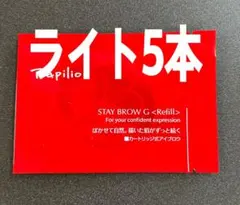 ライト5本
Papilio
STAY BROW G <Refill>
For your confident expression
ぼかせて自然。描いた眉がずっと続く
■カートリッジ式アイブロウ